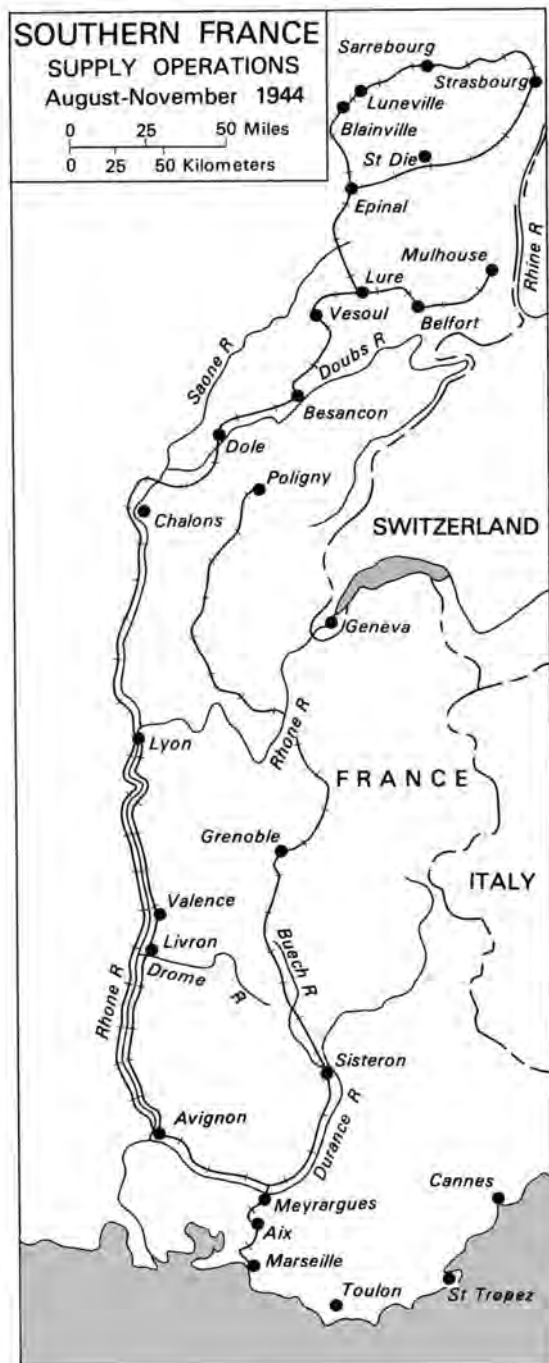 SOUTHERN FRANCE
SUPPLY OPERATIONS
August-November 1944
0 25 50 Miles
0 25 50 Kilometers
Sarrebourg
Strasbourg
Luneville
Blainville
St Die
Epinal
Rhine R
Mulhouse
Lure
Vesoul
Belfort
Saone R
Doubs R
Besancon
Dole
Poligny
Chalons
SWITZERLAND
Geneva
Rhone R
Lyon
FRANCE
Grenoble
ITALY
Valence
Buech R
Livron
Drome R
Rhone R
Sisteron
Durance R
Avignon
Meyrargues
Cannes
Aix
Marseille
Toulon
St Tropez